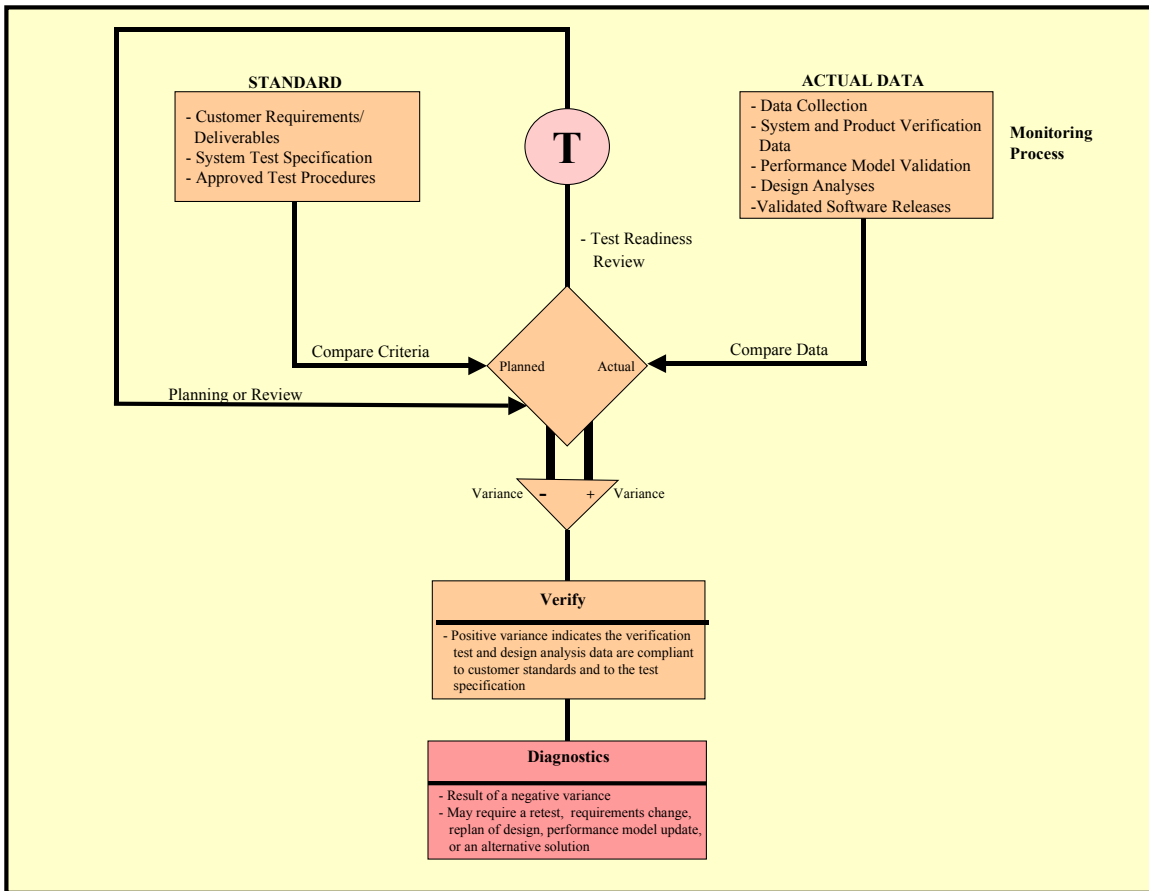 STANDARD
- Customer Requirements/
Deliverables
- System Test Specification
- Approved Test Procedures
T
ACTUAL DATA
- Data Collection
- System and Product Verification
Data
- Performance Model Validation
- Design Analyses
-Validated Software Releases
Monitoring
Process
- Test Readiness
Review
Compare Criteria
Compare Data
Planned
Actual
Planning or Review
Variance
-
+
Variance
Verify
- Positive variance indicates the verification
test and design analysis data are compliant
to customer standards and to the test
specification
Diagnostics
- Result of a negative variance
- May require a retest, requirements change,
replan of design, performance model update,
or an alternative solution